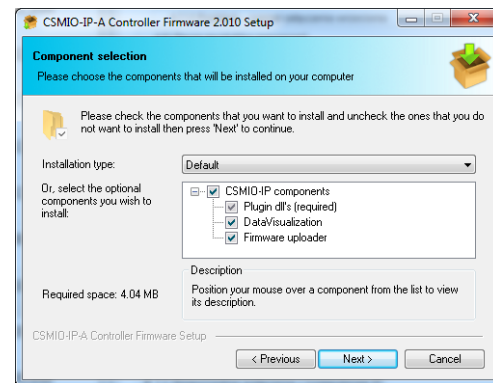 CSMIO-IP-A Controller Firmware 2.010 Setup
Component selection
Please choose the components that will be installed on your computer
Please check the components that you want to install and uncheck the ones that you do
not want to install then press 'Next' to continue.
Installation type:
Default
Or, select the optional
components you wish to
install:
CSMIO-IP components
Plugin dll's (required)
DataVisualization
Firmware uploader
Required space: 4.04 MB
Description
Position your mouse over a component from the list to view
its description.
CSMIO-IP-A Controller Firmware Setup
< Previous
Next >
Cancel